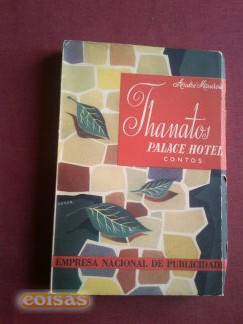 André Maurois
Thanatos
PALACE HOTEL
CONTOS
EMPRESA NACIONAL DE PUBLICIDADE
coisas